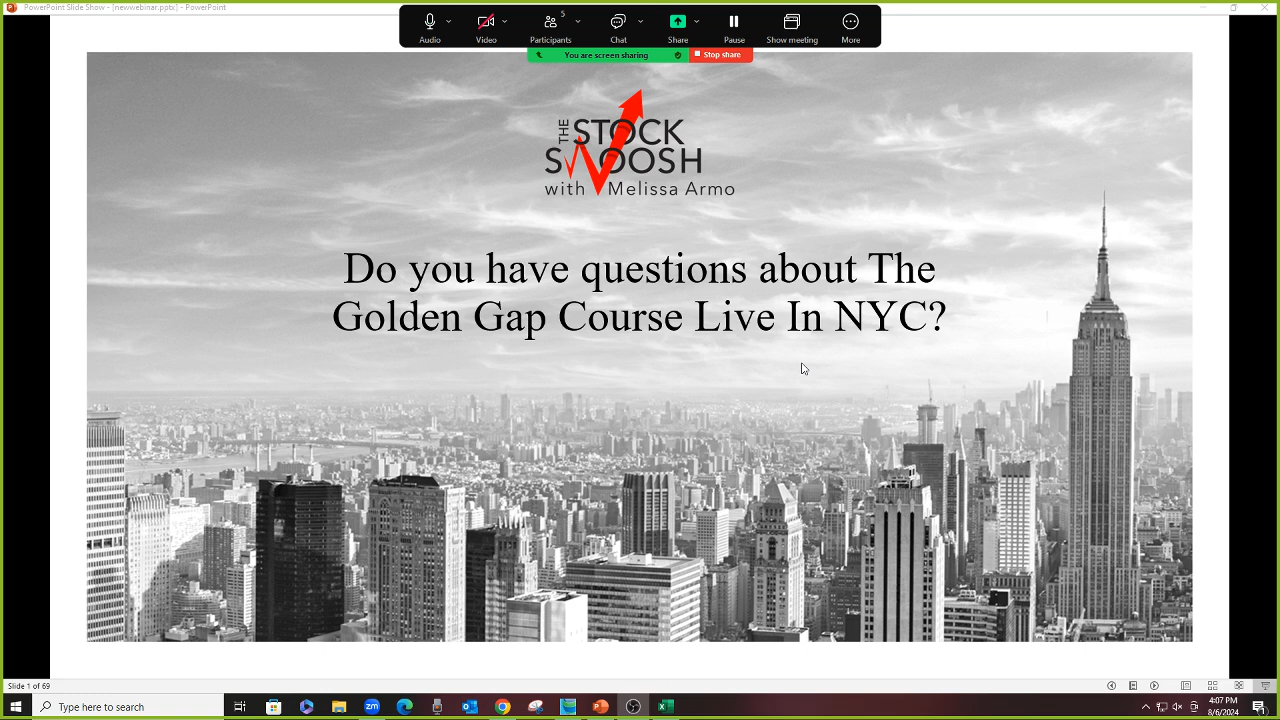 PowerPoint Slide Show - [newwebinar.pptx] - PowerPoint
5
Audio
Video
Participants
Chat
Share
Pause
Show meeting
More
You are screen sharing
Stop share
THE STOCK
SWOOSH
with Melissa Armo
Do you have questions about The
Golden Gap Course Live In NYC?
Slide 1 of 69
Type here to search
zm
4:07 PM
8/6/2024
1